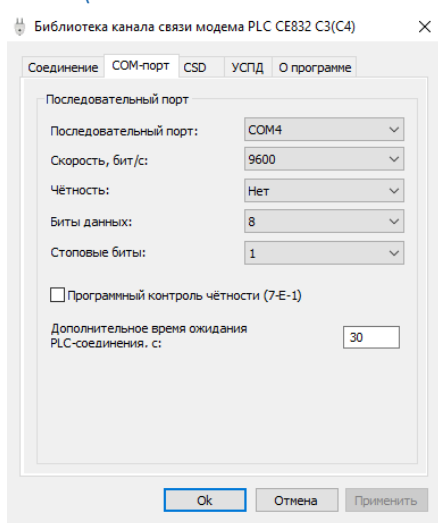 Библиотека канала связи модема PLC CE832 C3(C4)
Соединение COM-порт CSD УСПД О программе
Последовательный порт
Последовательный порт: COM4
Скорость, бит/с: 9600
Чётность: Нет
Биты данных: 8
Стоповые биты: 1
Программный контроль чётности (7-E-1)
Дополнительное время ожидания
PLC-соединения, с: 30
Ok Отмена Применить